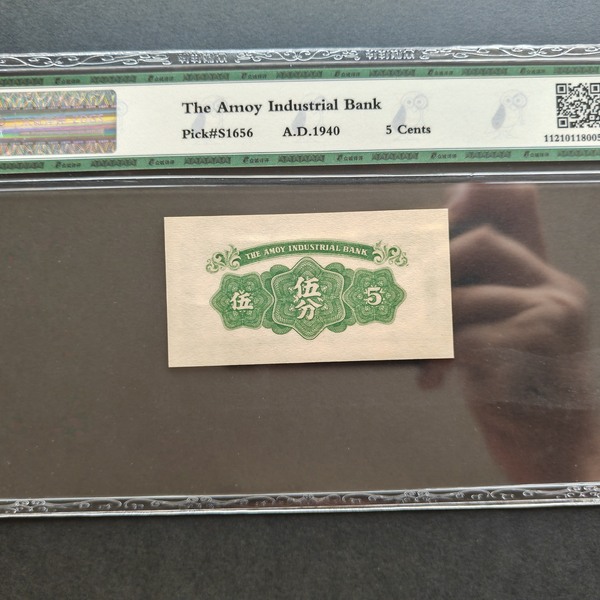 The Amoy Industrial Bank
Pick#S1656 A.D.1940 5 Cents
THE AMOY INDUSTRIAL BANK
伍 伍分 5